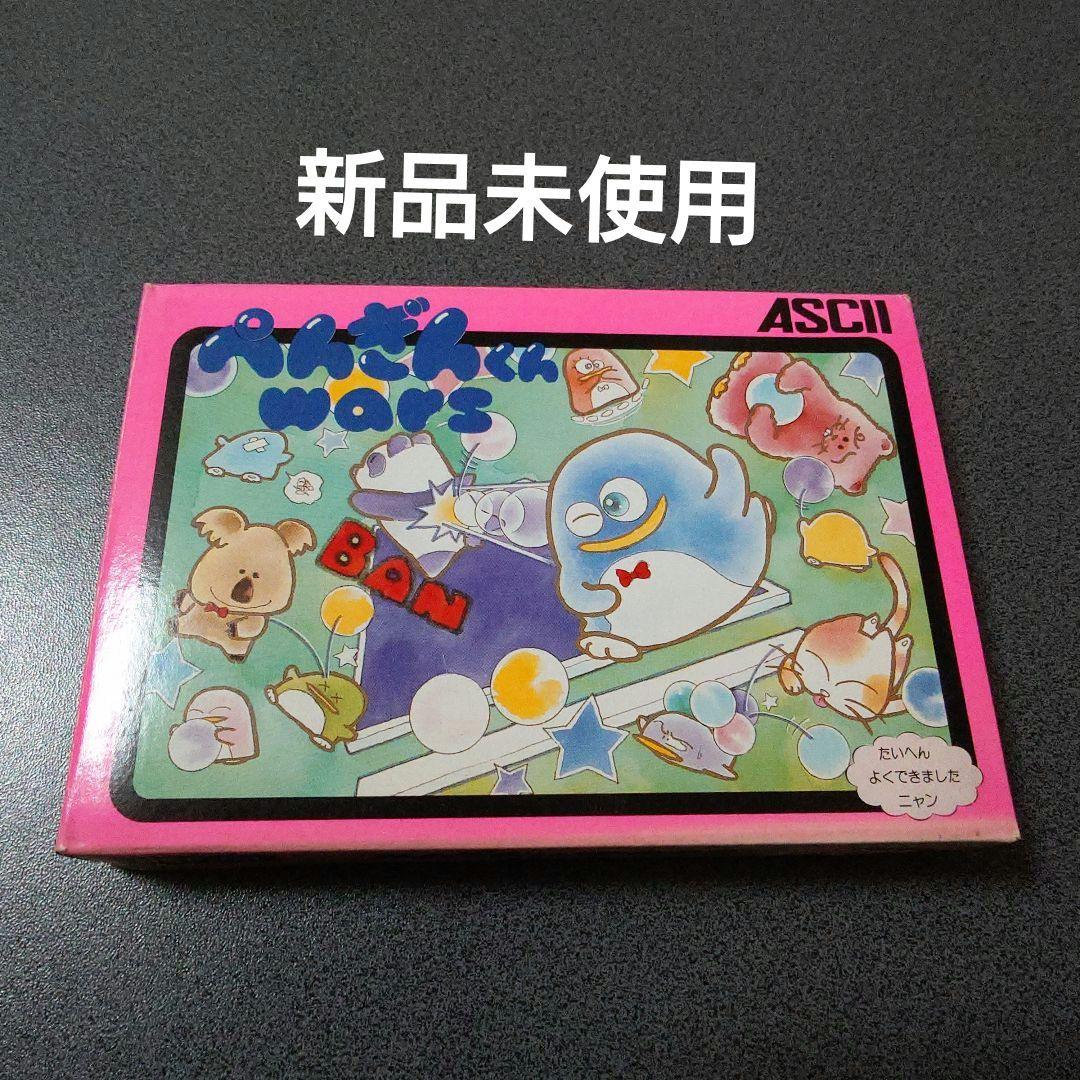 新品未使用
ASCII
ぺんぎんくん
wars
BAN
たいへん
よくできました
ニャン